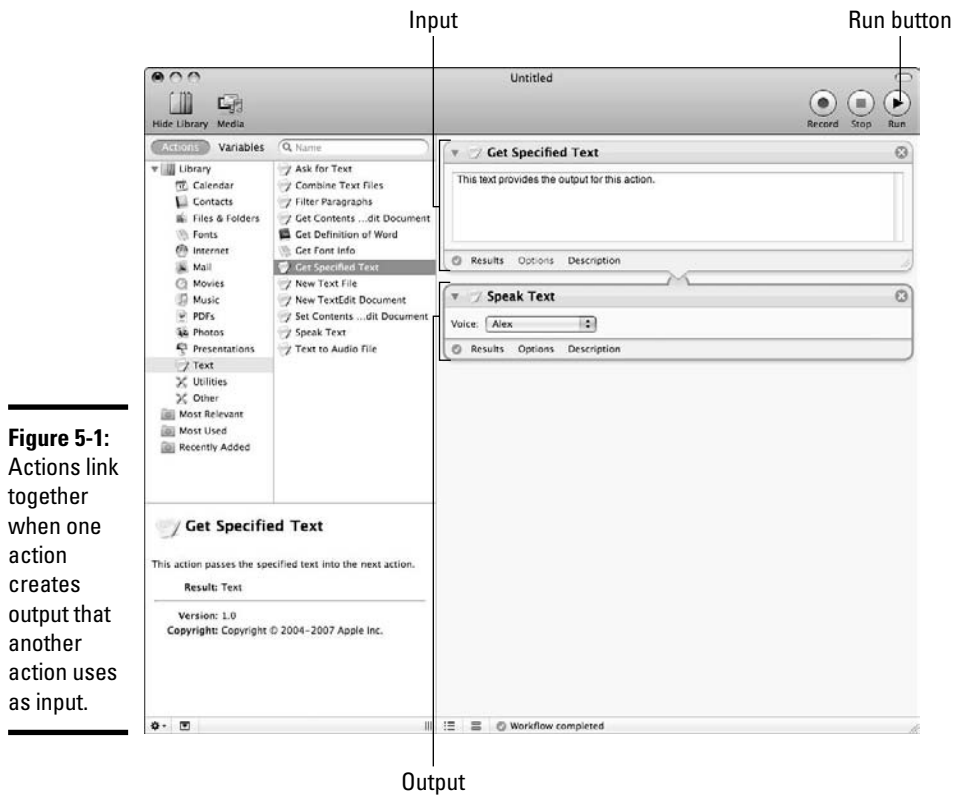 Input
Run button
Untitled
Hide Library Media
Record Stop Run
Actions Variables
Name
Library
Calendar
Contacts
Files & Folders
Fonts
Internet
Mail
Movies
Music
PDFs
Photos
Presentations
Text
Utilities
Other
Most Relevant
Most Used
Recently Added
Ask for Text
Combine Text Files
Filter Paragraphs
Get Contents ...dit Document
Get Definition of Word
Get Font Info
Get Specified Text
New Text File
New TextEdit Document
Set Contents ...dit Document
Speak Text
Text to Audio File
Get Specified Text
This text provides the output for this action.
Results Options Description
Speak Text
Voice: Alex
Results Options Description
Get Specified Text
This action passes the specified text into the next action.
Result: Text
Version: 1.0
Copyright: Copyright © 2004-2007 Apple Inc.
Workflow completed
Output
Figure 5-1:
Actions link
together
when one
action
creates
output that
another
action uses
as input.